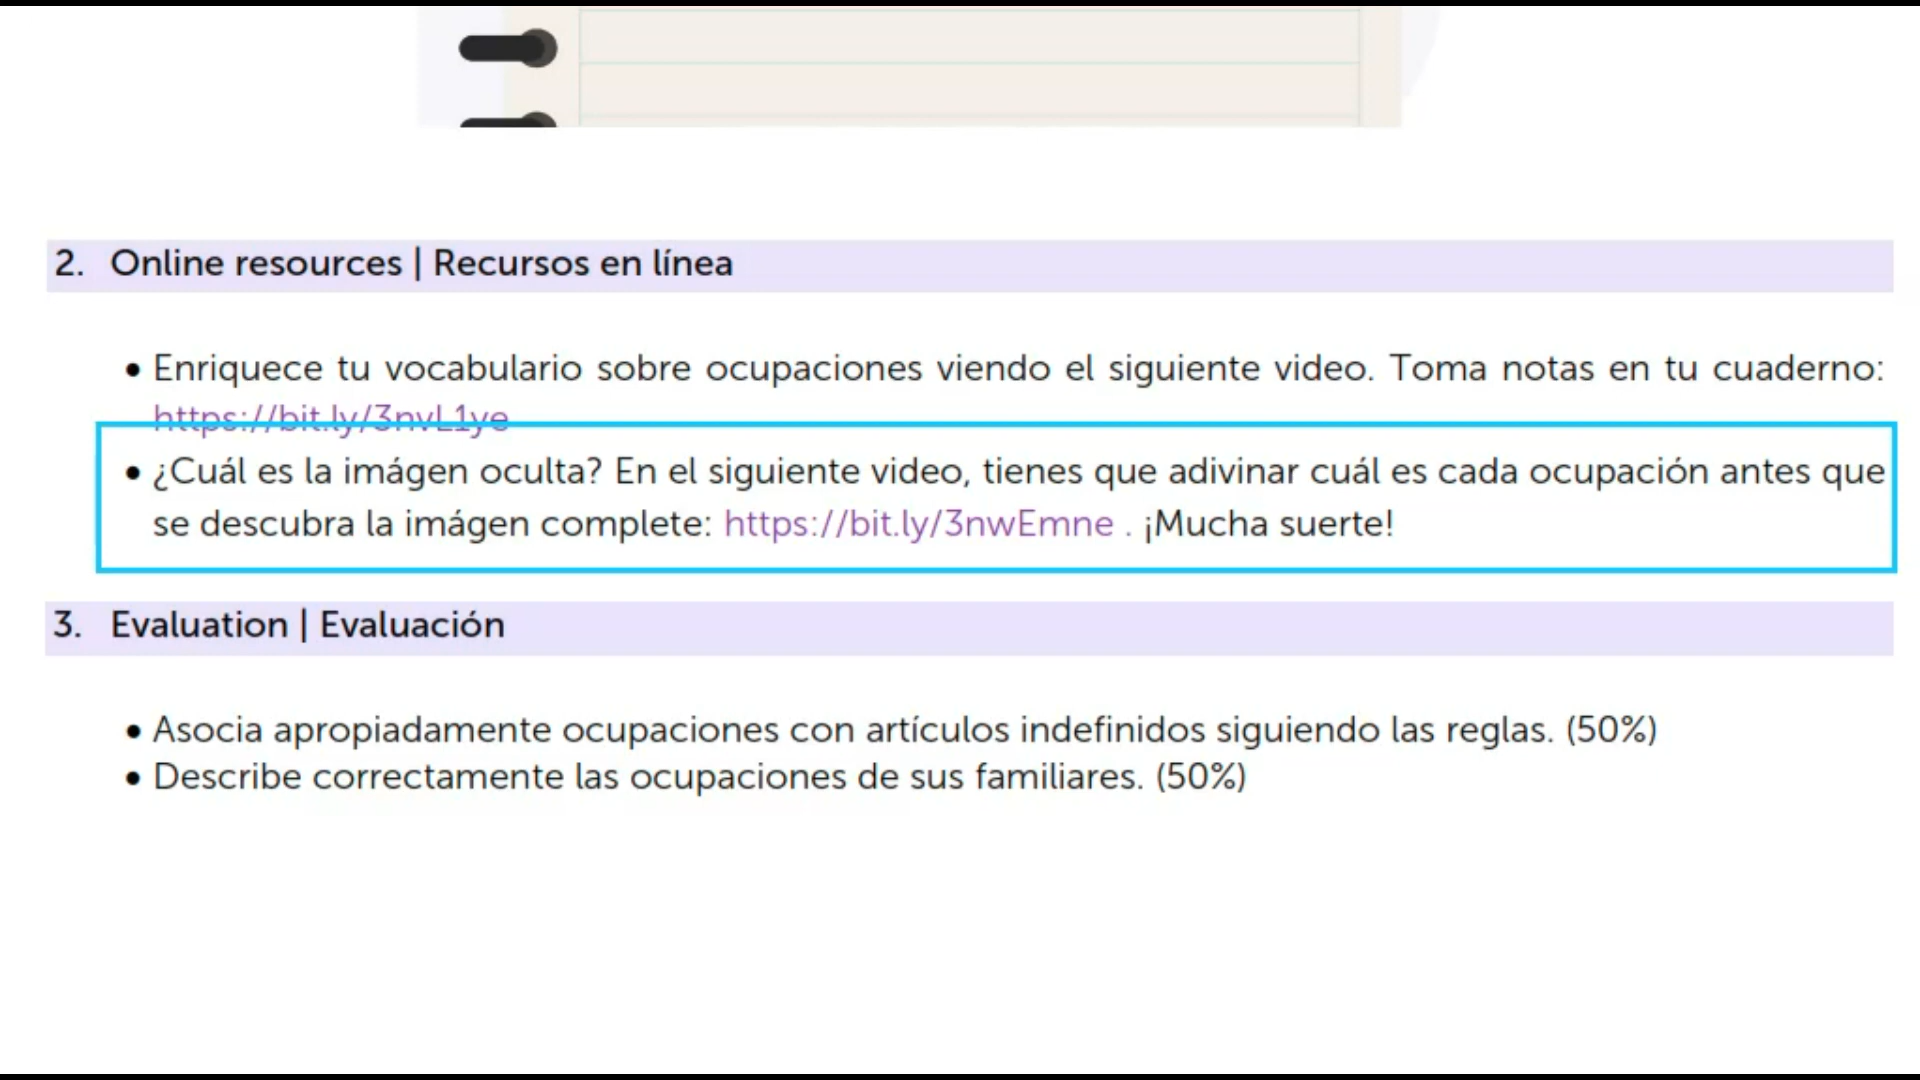 2. Online resources | Recursos en línea
• Enriquece tu vocabulario sobre ocupaciones viendo el siguiente video. Toma notas en tu cuaderno:
https://bit.ly/3nvL1ye
• ¿Cuál es la imágen oculta? En el siguiente video, tienes que adivinar cuál es cada ocupación antes que
se descubra la imágen complete: https://bit.ly/3nwEmne . ¡Mucha suerte!
3. Evaluation | Evaluación
• Asocia apropiadamente ocupaciones con artículos indefinidos siguiendo las reglas. (50%)
• Describe correctamente las ocupaciones de sus familiares. (50%)